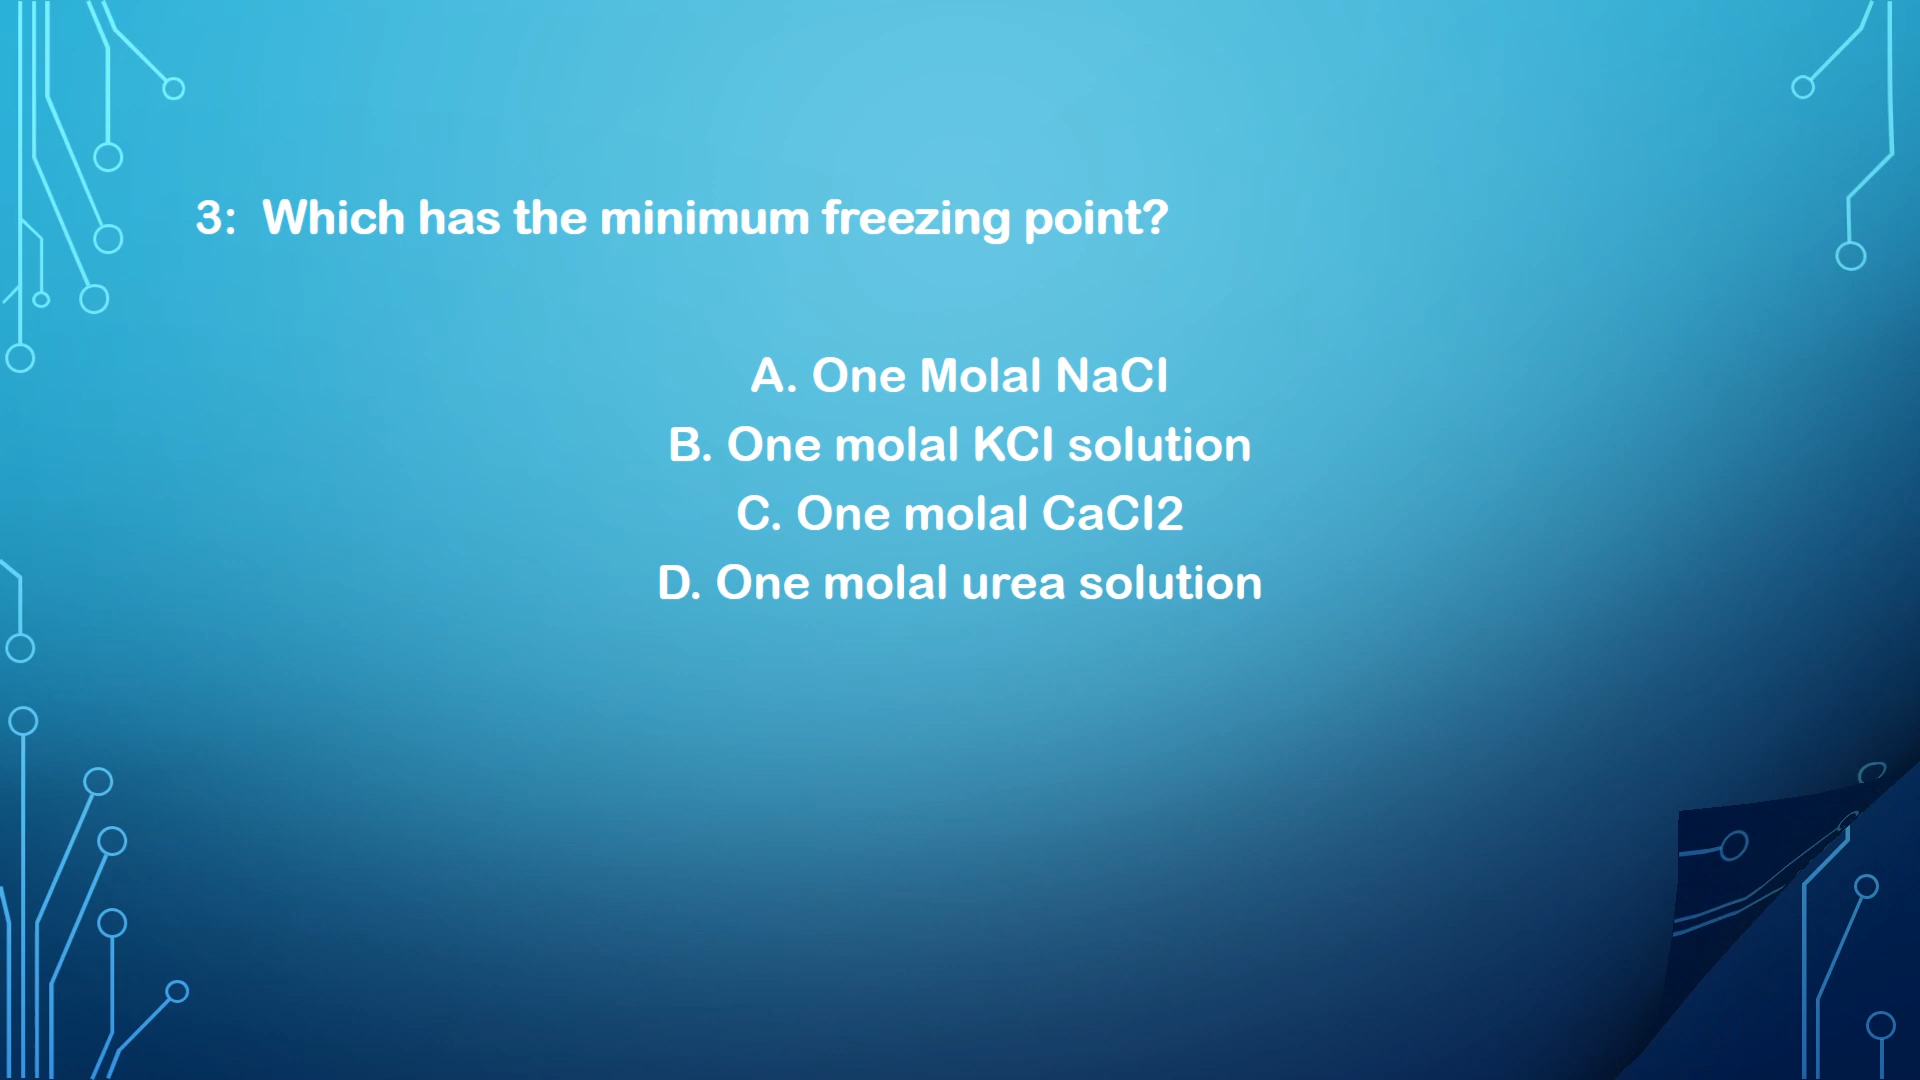 3: Which has the minimum freezing point?
A. One Molal NaCl
B. One molal KCl solution
C. One molal CaCl2
D. One molal urea solution